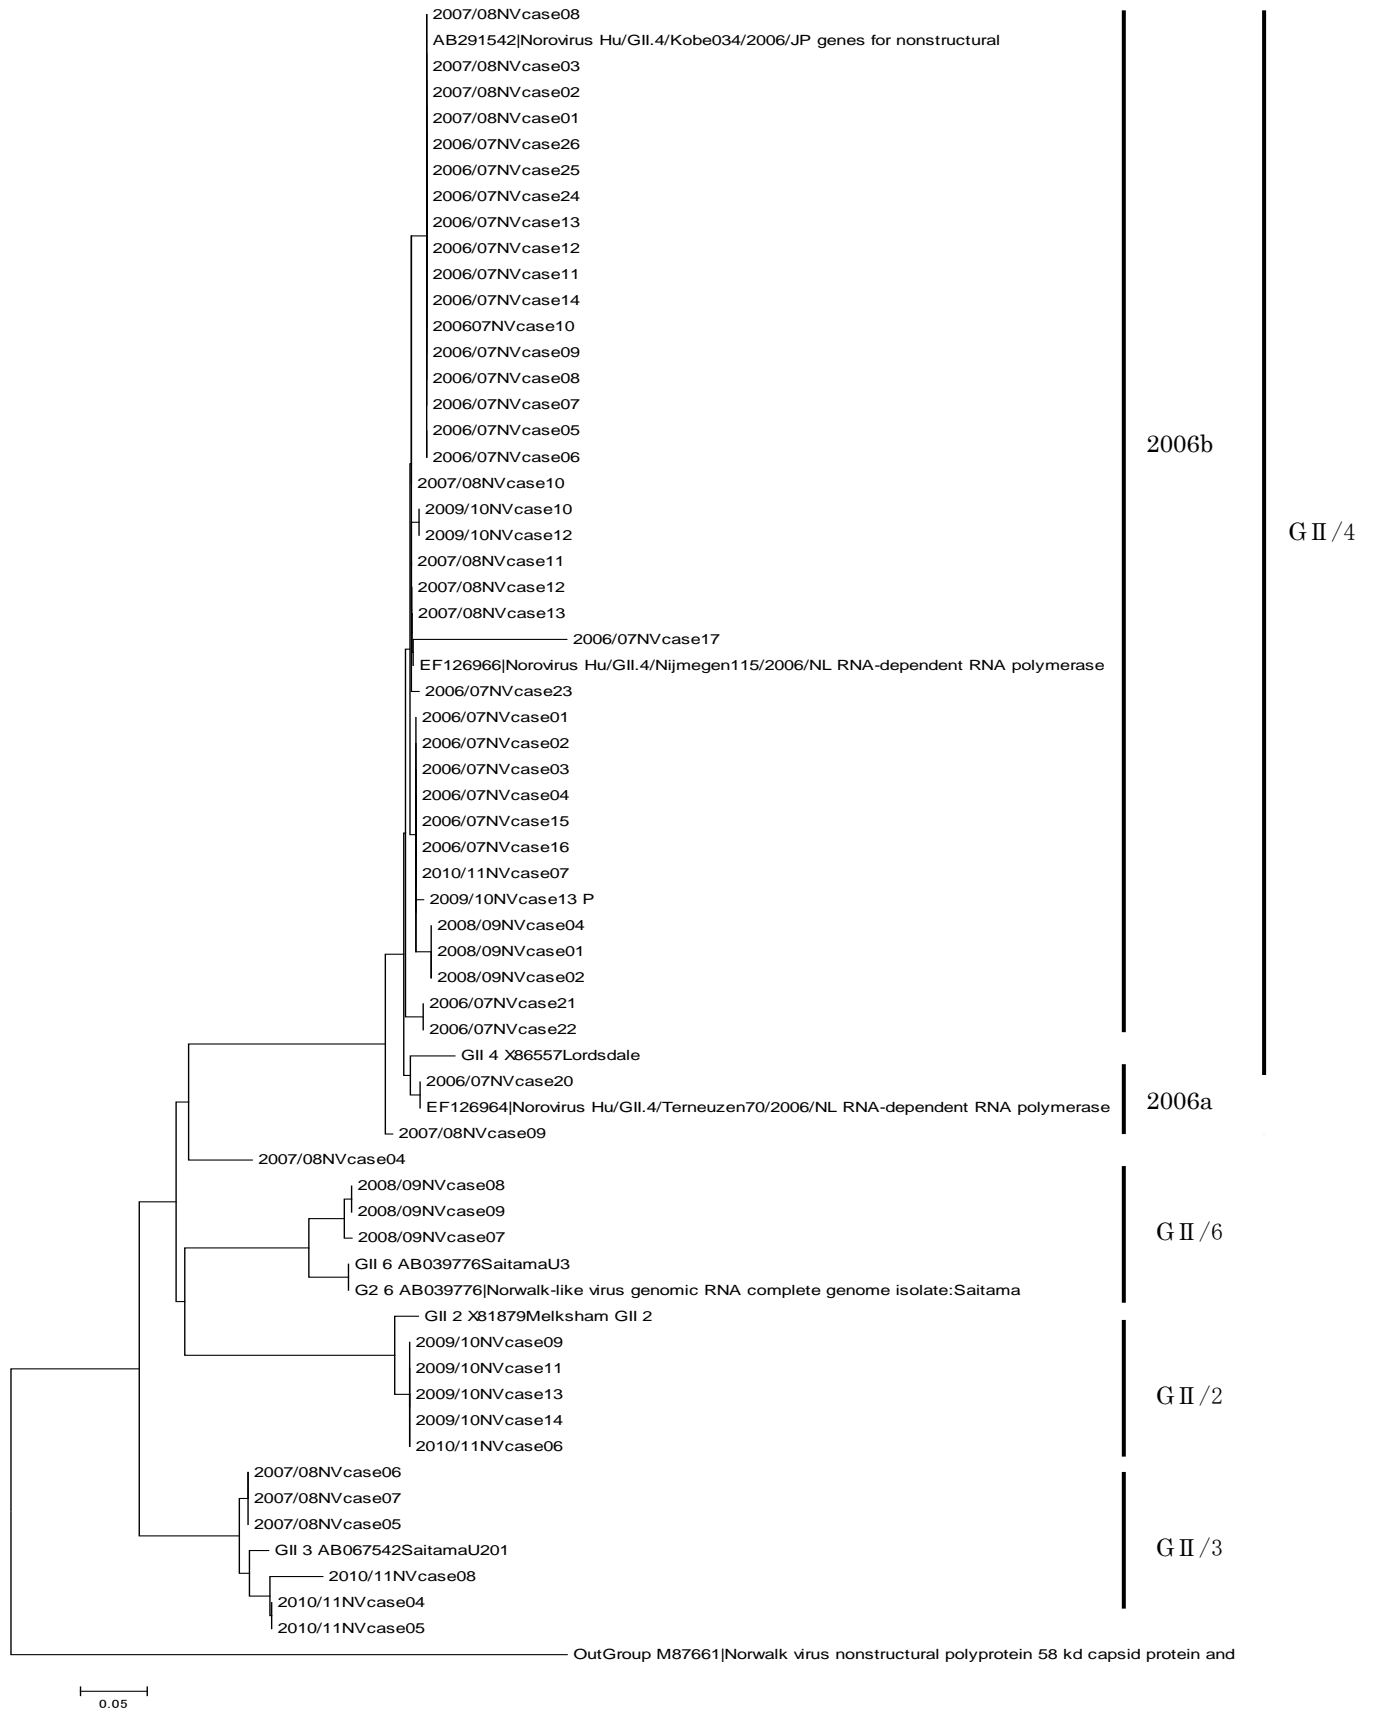 2007/08NVcase08
AB291542|Norovirus Hu/GII.4/Kobe034/2006/JP genes for nonstructural
2007/08NVcase03
2007/08NVcase02
2007/08NVcase01
2006/07NVcase26
2006/07NVcase25
2006/07NVcase24
2006/07NVcase13
2006/07NVcase12
2006/07NVcase11
2006/07NVcase14
200607NVcase10
2006/07NVcase09
2006/07NVcase08
2006/07NVcase07
2006/07NVcase05
2006/07NVcase06
2007/08NVcase10
2009/10NVcase10
2009/10NVcase12
2007/08NVcase11
2007/08NVcase12
2007/08NVcase13
2006/07NVcase17
EF126966|Norovirus Hu/GII.4/Nijmegen115/2006/NL RNA-dependent RNA polymerase
2006/07NVcase23
2006/07NVcase01
2006/07NVcase02
2006/07NVcase03
2006/07NVcase04
2006/07NVcase15
2006/07NVcase16
2010/11NVcase07
2009/10NVcase13 P
2008/09NVcase04
2008/09NVcase01
2008/09NVcase02
2006/07NVcase21
2006/07NVcase22
GII 4 X86557Lordsdale
2006/07NVcase20
EF126964|Norovirus Hu/GII.4/Terneuzen70/2006/NL RNA-dependent RNA polymerase
2007/08NVcase09
2007/08NVcase04
2008/09NVcase08
2008/09NVcase09
2008/09NVcase07
GII 6 AB039776SaitamaU3
G2 6 AB039776|Norwalk-like virus genomic RNA complete genome isolate:Saitama
GII 2 X81879Melksham GII 2
2009/10NVcase09
2009/10NVcase11
2009/10NVcase13
2009/10NVcase14
2010/11NVcase06
2007/08NVcase06
2007/08NVcase07
2007/08NVcase05
GII 3 AB067542SaitamaU201
2010/11NVcase08
2010/11NVcase04
2010/11NVcase05
OutGroup M87661|Norwalk virus nonstructural polyprotein 58 kd capsid protein and
0.05
2006b
GⅡ/4
2006a
GⅡ/6
GⅡ/2
GⅡ/3